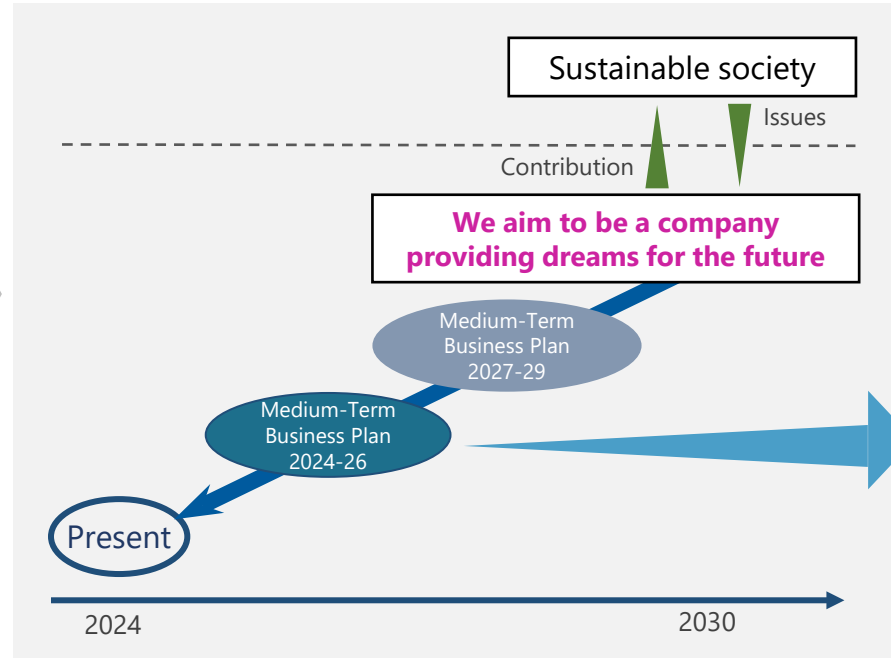 Sustainable society
Issues
Contribution
We aim to be a company
providing dreams for the future
Medium-Term
Business Plan
2027-29
Medium-Term
Business Plan
2024-26
Present
2024
2030